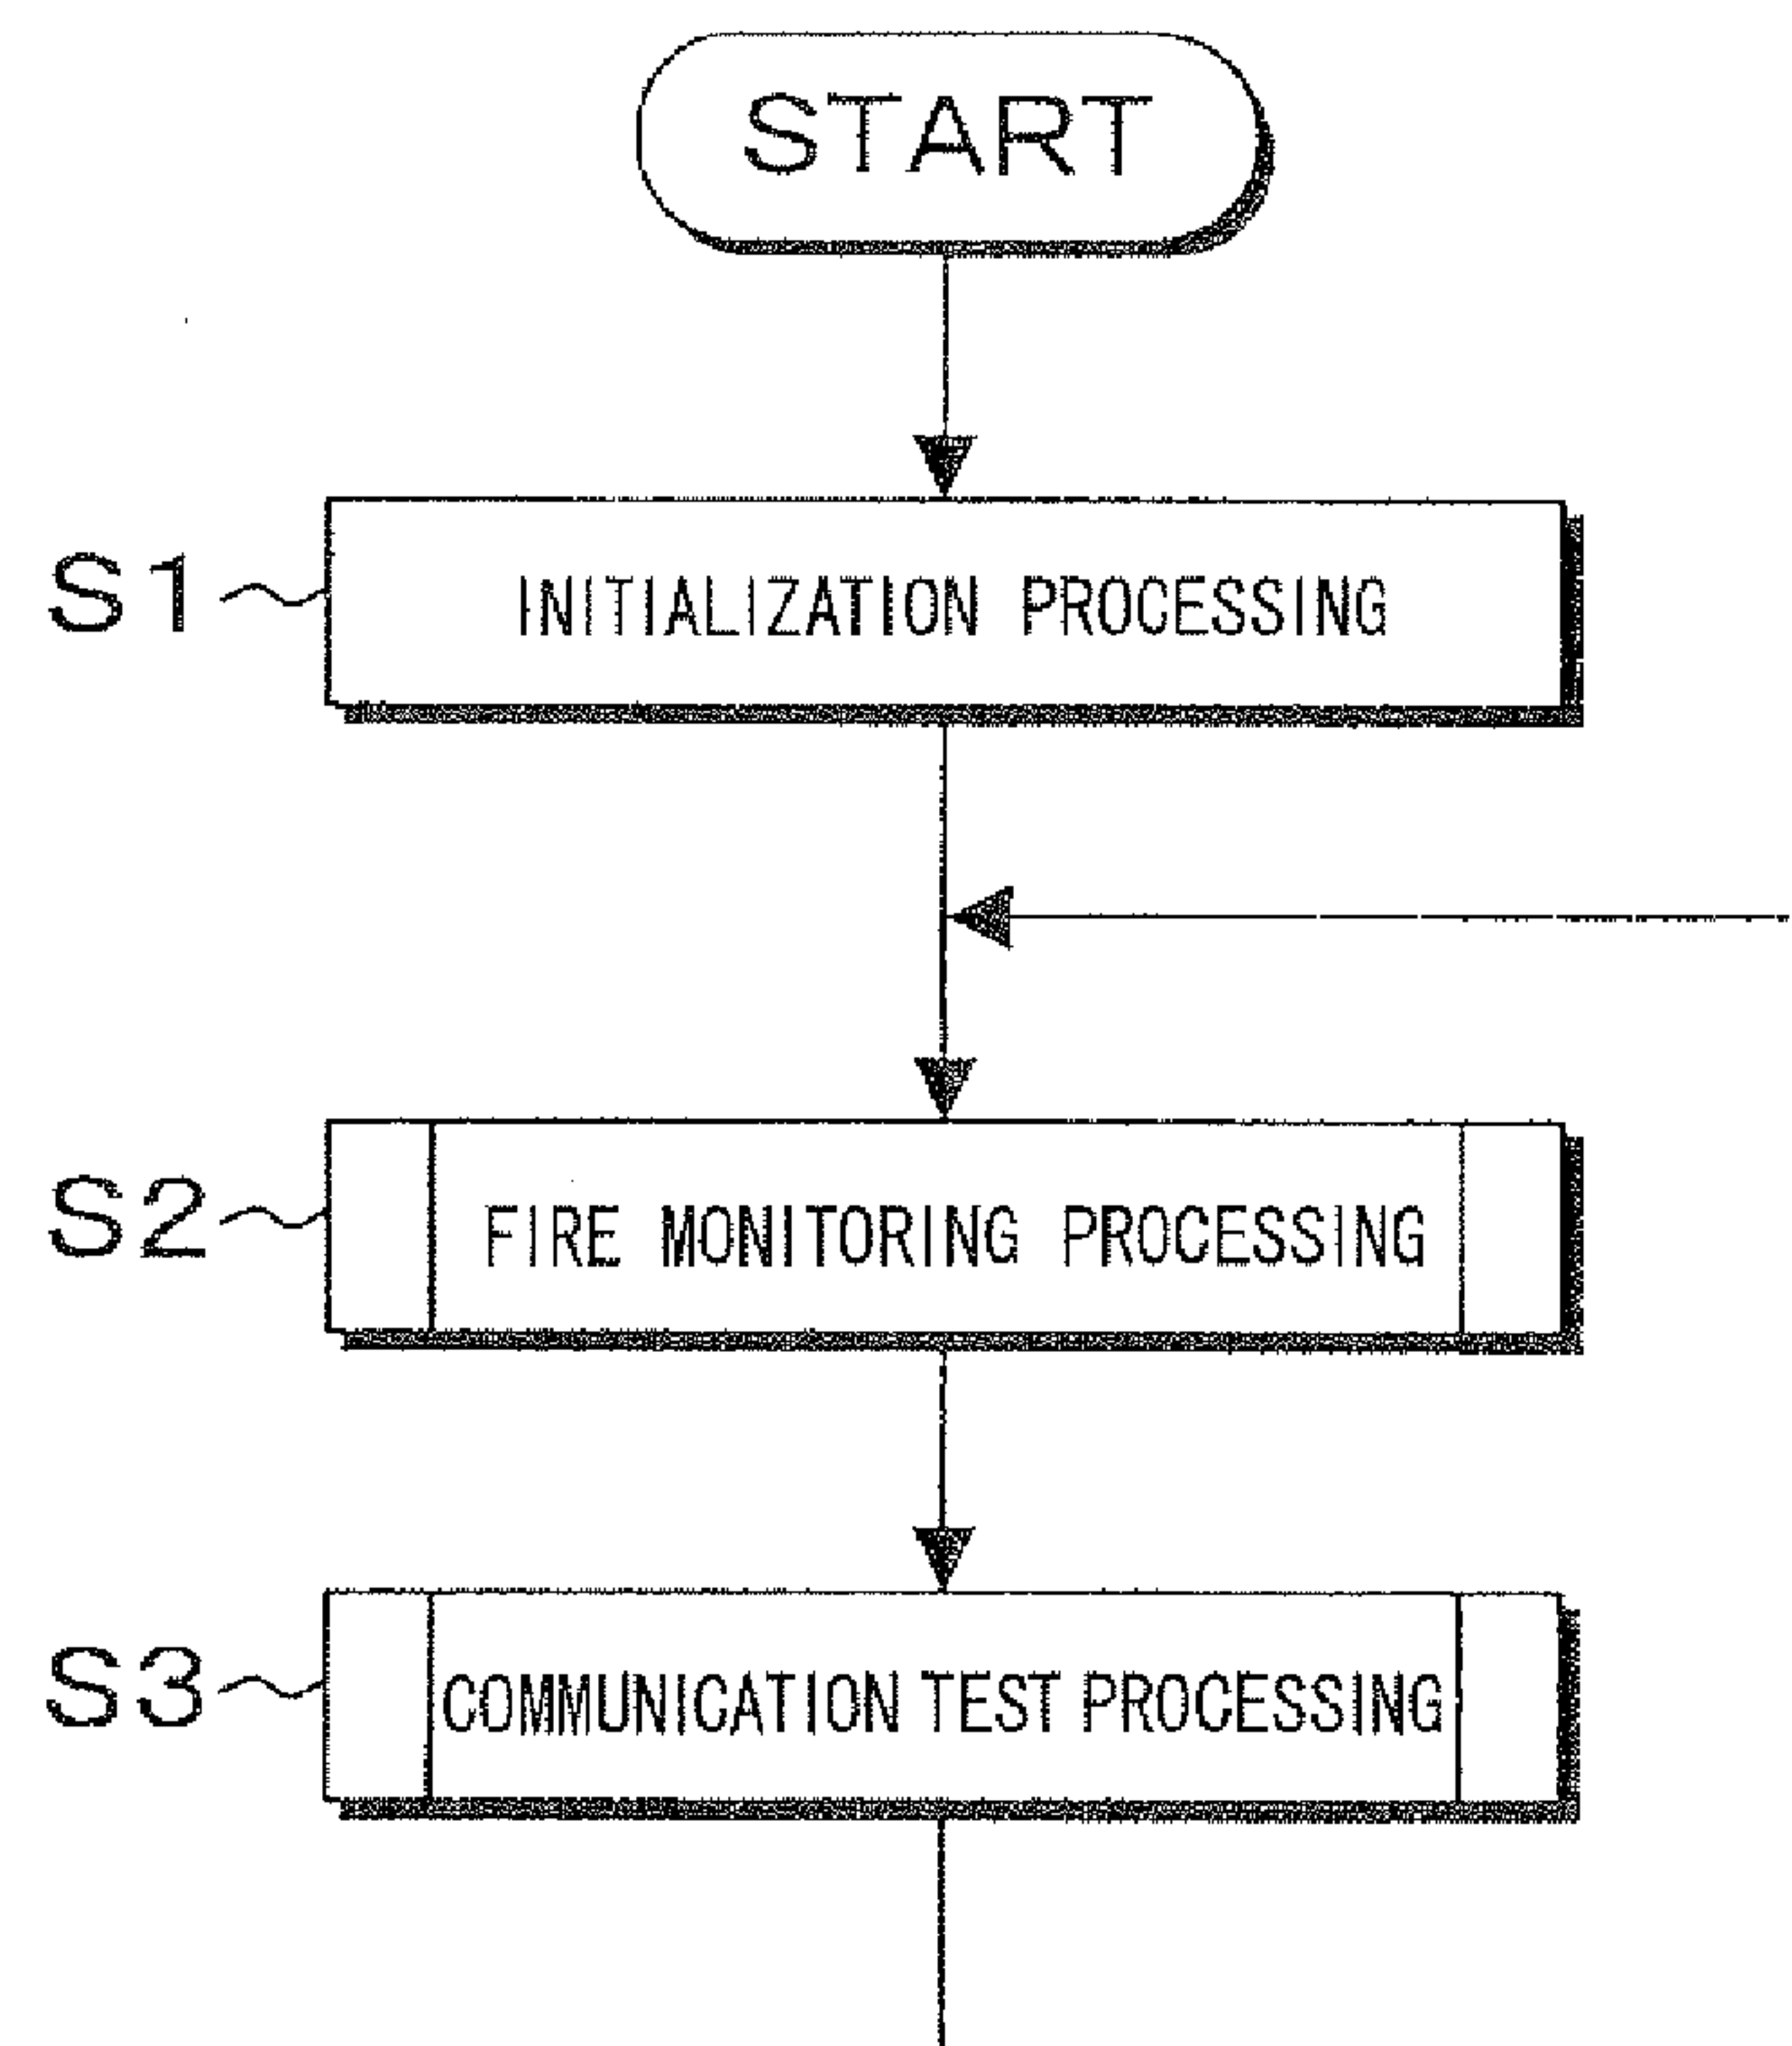 START
S1 INITIALIZATION PROCESSING
S2 FIRE MONITORING PROCESSING
S3 COMMUNICATION TEST PROCESSING